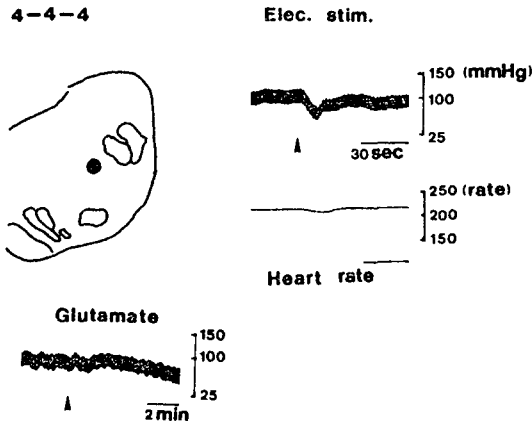 4-4-4
Elec. stim.
150 (mmHg)
100
25
30 sec
250 (rate)
200
150
Heart rate
Glutamate
150
100
25
2 min